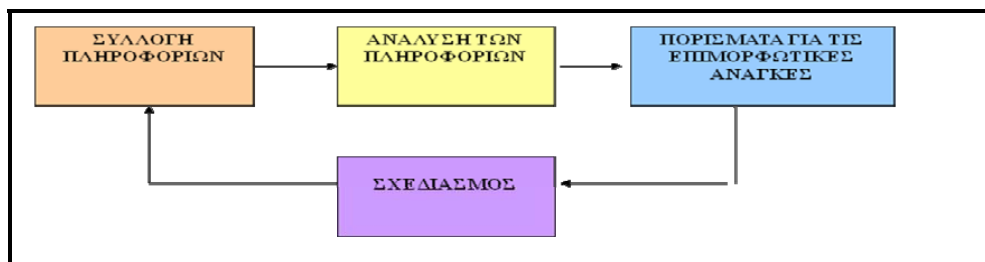 ΣΥΛΛΟΓΗ
ΠΛΗΡΟΦΟΡΙΩΝ
ΑΝΑΛΥΣΗ ΤΩΝ
ΠΛΗΡΟΦΟΡΙΩΝ
ΠΟΡΙΣΜΑΤΑ ΓΙΑ ΤΙΣ
ΕΠΙΜΟΡΦΩΤΙΚΕΣ
ΑΝΑΓΚΕΣ
ΣΧΕΔΙΑΣΜΟΣ